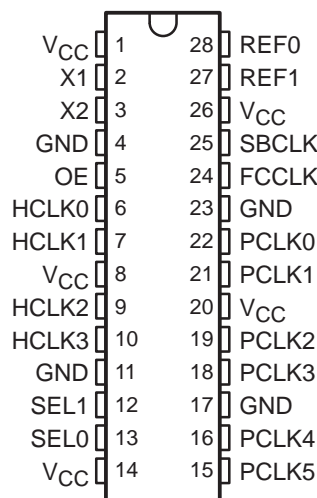 VCC 1 28 REF0
X1 2 27 REF1
X2 3 26 VCC
GND 4 25 SBCLK
OE 5 24 FCCLK
HCLK0 6 23 GND
HCLK1 7 22 PCLK0
VCC 8 21 PCLK1
HCLK2 9 20 VCC
HCLK3 10 19 PCLK2
GND 11 18 PCLK3
SEL1 12 17 GND
SEL0 13 16 PCLK4
VCC 14 15 PCLK5